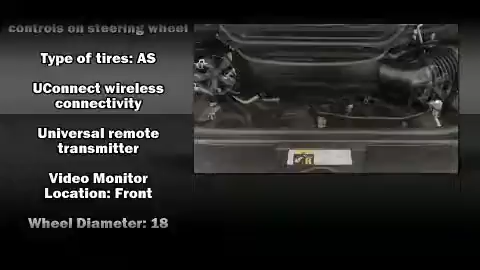 controls on steering wheel
Type of tires: AS
UConnect wireless
connectivity
Universal remote
transmitter
Video Monitor
Location: Front
Wheel Diameter: 18